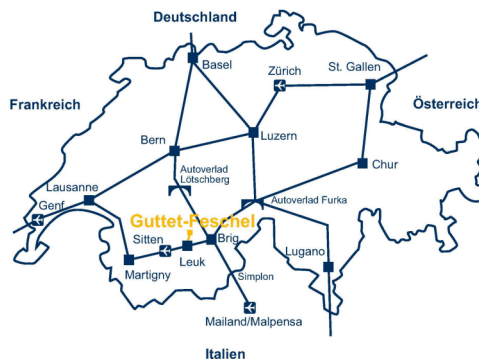 Deutschland
Basel
Zürich
St. Gallen
Frankreich
Österreich
Bern
Luzern
Chur
Autoverlad
Lötschberg
Lausanne
Genf
Autoverlad Furka
Guttet-Feschel
Sitten
Brig
Lugano
Martigny
Leuk
Simplon
Mailand/Malpensa
Italien